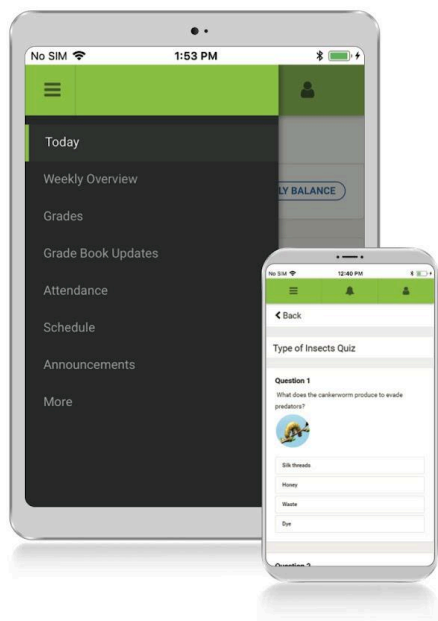 No SIM 1:53 PM
Today
Weekly Overview
LY BALANCE
Grades
Grade Book Updates
Attendance
Schedule
Announcements
More
No SIM 12:40 PM
Back
Type of Insects Quiz
Question 1
What does the cankerworm produce to evade
predators?
Silk threads
Honey
Waste
Dye
Question 2